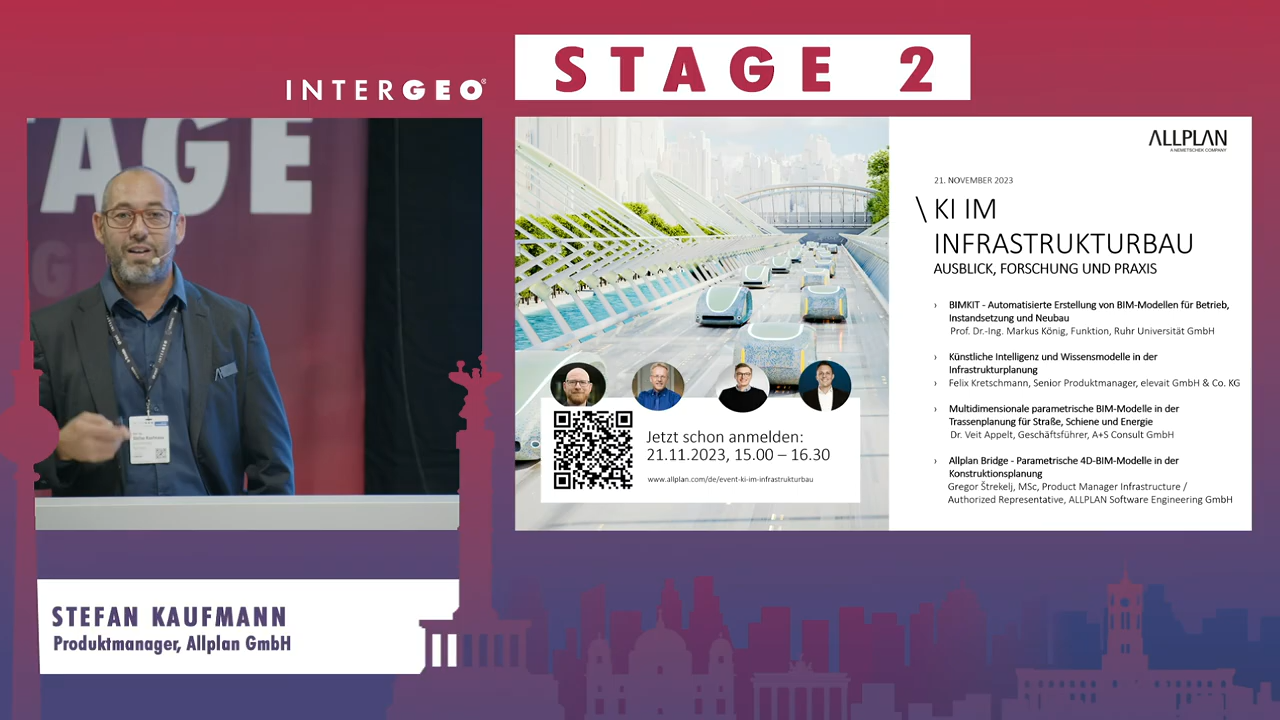 INTERGEO®
STAGE 2
TAGE
STEFAN KAUFMANN
Produktmanager, Allplan GmbH
ALLPLAN
A NEMETSCHEK COMPANY
21. NOVEMBER 2023
\ KI IM
INFRASTRUKTURBAU
AUSBLICK, FORSCHUNG UND PRAXIS
› BIMKIT - Automatisierte Erstellung von BIM-Modellen für Betrieb,
Instandsetzung und Neubau
Prof. Dr.-Ing. Markus König, Funktion, Ruhr Universität GmbH
› Künstliche Intelligenz und Wissensmodelle in der
Infrastrukturplanung
› Felix Kretschmann, Senior Produktmanager, elevait GmbH & Co. KG
› Multidimensionale parametrische BIM-Modelle in der
Trassenplanung für Straße, Schiene und Energie
Dr. Veit Appelt, Geschäftsführer, A+S Consult GmbH
› Allplan Bridge - Parametrische 4D-BIM-Modelle in der
Konstruktionsplanung
Gregor Štrekelj, MSc, Product Manager Infrastructure /
Authorized Representative, ALLPLAN Software Engineering GmbH
Jetzt schon anmelden:
21.11.2023, 15.00 – 16.30
www.allplan.com/de/event-ki-im-infrastrukturbau